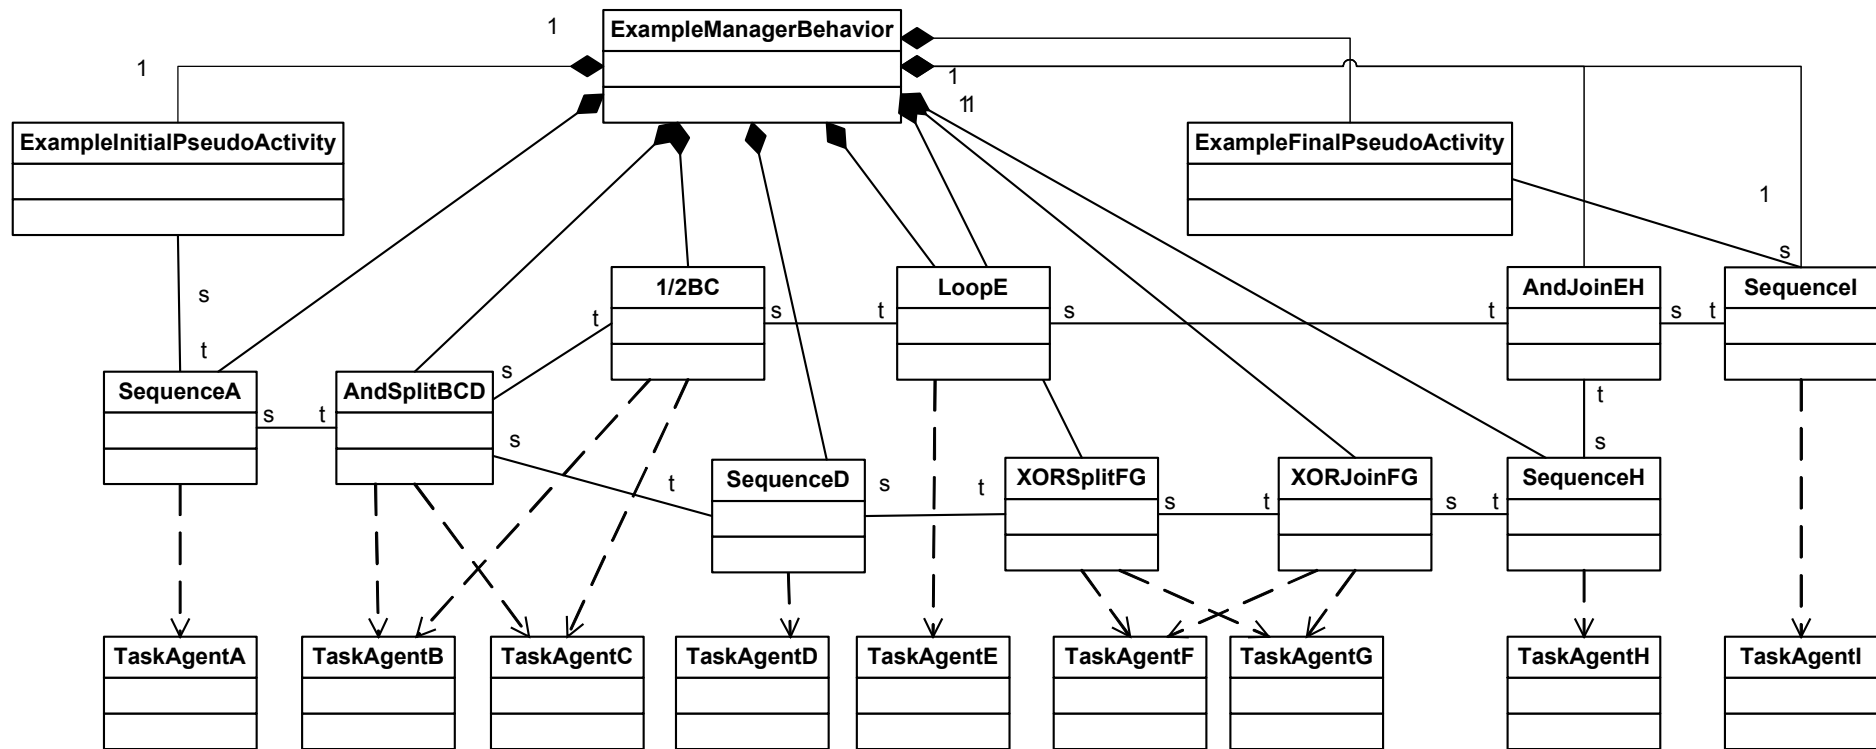 1
ExampleManagerBehavior
1
1
11
ExampleInitialPseudoActivity
ExampleFinalPseudoActivity
1
s
s
t
1/2BC
LoopE
AndJoinEH
SequenceI
s
t
s
t
s
t
t
SequenceA
AndSplitBCD
s
s
t
s
t
s
t
s
SequenceD
XORSplitFG
XORJoinFG
SequenceH
s
t
s
t
s
t
TaskAgentA
TaskAgentB
TaskAgentC
TaskAgentD
TaskAgentE
TaskAgentF
TaskAgentG
TaskAgentH
TaskAgentI